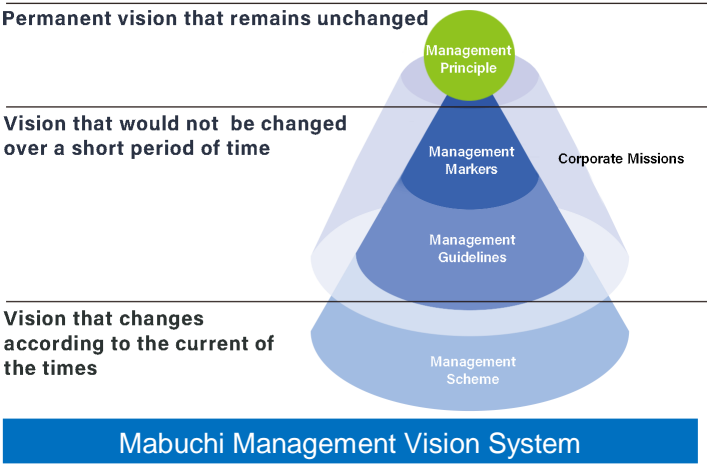 Permanent vision that remains unchanged
Management
Principle
Vision that would not  be changed
over a short period of time
Management
Markers
Corporate Missions
Management
Guidelines
Vision that changes
according to the current of
the times
Management
Scheme
Mabuchi Management Vision System